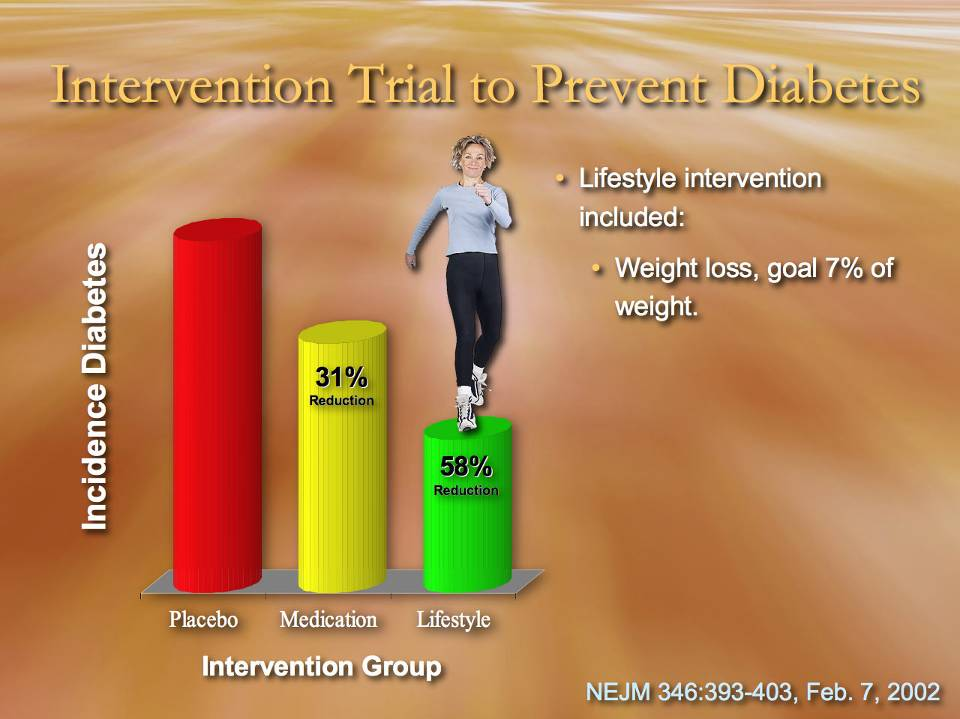 Intervention Trial to Prevent Diabetes
• Lifestyle intervention
included:
• Weight loss, goal 7% of
weight.
Incidence Diabetes
31%
Reduction
58%
Reduction
Placebo
Medication
Lifestyle
Intervention Group
NEJM 346:393-403, Feb. 7, 2002